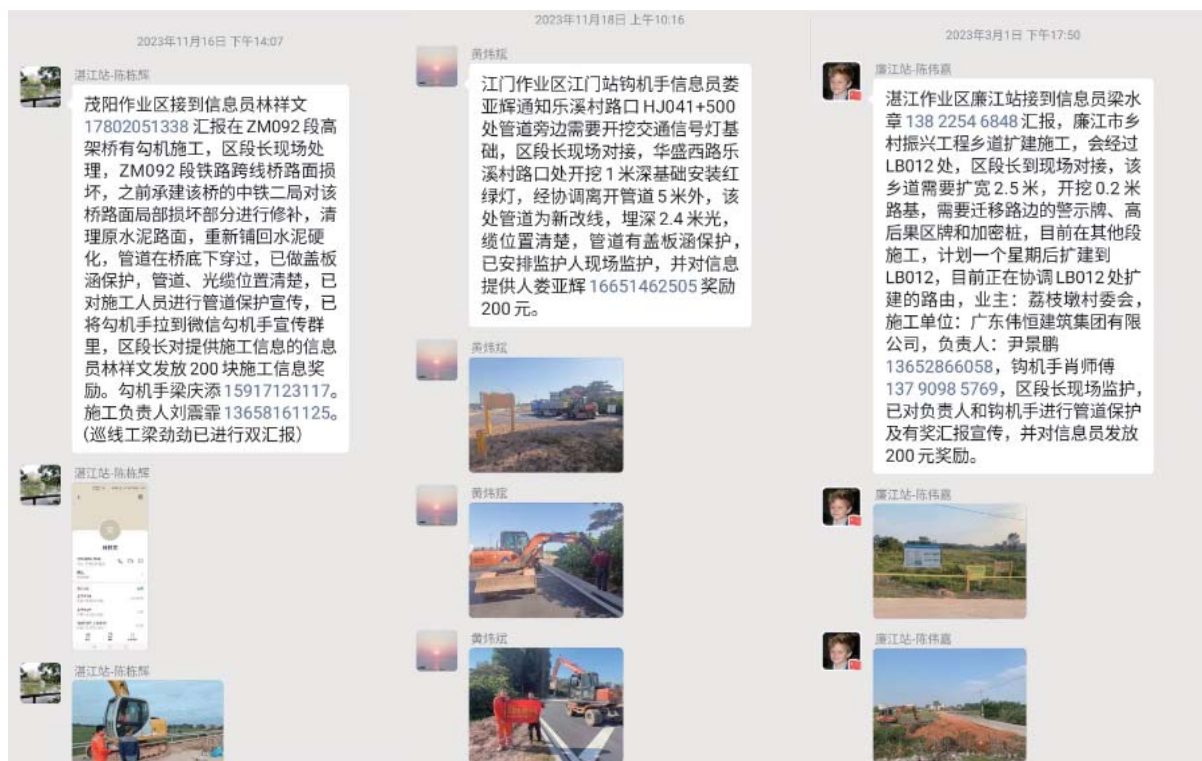 2023年11月16日 下午14:07
湛江站-陈栋辉
茂阳作业区接到信息员林祥文
17802051338 汇报在 ZM092 段高
架桥有勾机施工，区段长现场处
理，ZM092 段铁路跨线桥路面损
坏，之前承建该桥的中铁二局对该
桥路面局部损坏部分进行修补，清
理原水泥路面，重新铺回水泥硬
化，管道在桥底下穿过，已做盖板
涵保护，管道、光缆位置清楚，已
对施工人员进行管道保护宣传，已
将勾机手拉到微信勾机手宣传群
里，区段长对提供施工信息的信息
员林祥文发放 200 块施工信息奖
励。勾机手梁庆添 15917123117。
施工负责人刘震霏 13658161125。
(巡线工梁劲劲已进行双汇报）
湛江站-陈栋辉
湛江站-陈栋辉
2023年11月18日 上午10:16
黄炜斌
江门作业区江门站钩机手信息员娄
亚辉通知乐溪村路口 HJ041+500
处管道旁边需要开挖交通信号灯基
础，区段长现场对接，华盛西路乐
溪村路口处开挖 1 米深基础安装红
绿灯，经协调离开管道 5 米外，该
处管道为新改线，埋深 2.4 米光，
缆位置清楚，管道有盖板涵保护，
已安排监护人现场监护，并对信息
提供人娄亚辉 16651462505 奖励
200 元。
黄炜斌
黄炜斌
黄炜斌
2023年3月1日 下午17:50
廉江站-陈伟嘉
湛江作业区廉江站接到信息员梁水
章 138 2254 6848 汇报，廉江市乡
村振兴工程乡道扩建施工，会经过
LB012 处，区段长到现场对接，该
乡道需要扩宽 2.5 米，开挖 0.2 米
路基，需要迁移路边的警示牌、高
后果区牌和加密桩，目前在其他段
施工，计划一个星期后扩建到
LB012，目前正在协调 LB012 处扩
建的路由，业主：荔枝墩村委会，
施工单位：广东伟恒建筑集团有限
公司，负责人：尹景鹏
13652866058，钩机手肖师傅
137 9098 5769，区段长现场监护，
已对负责人和钩机手进行管道保护
及有奖汇报宣传，并对信息员发放
200 元奖励。
廉江站-陈伟嘉
廉江站-陈伟嘉